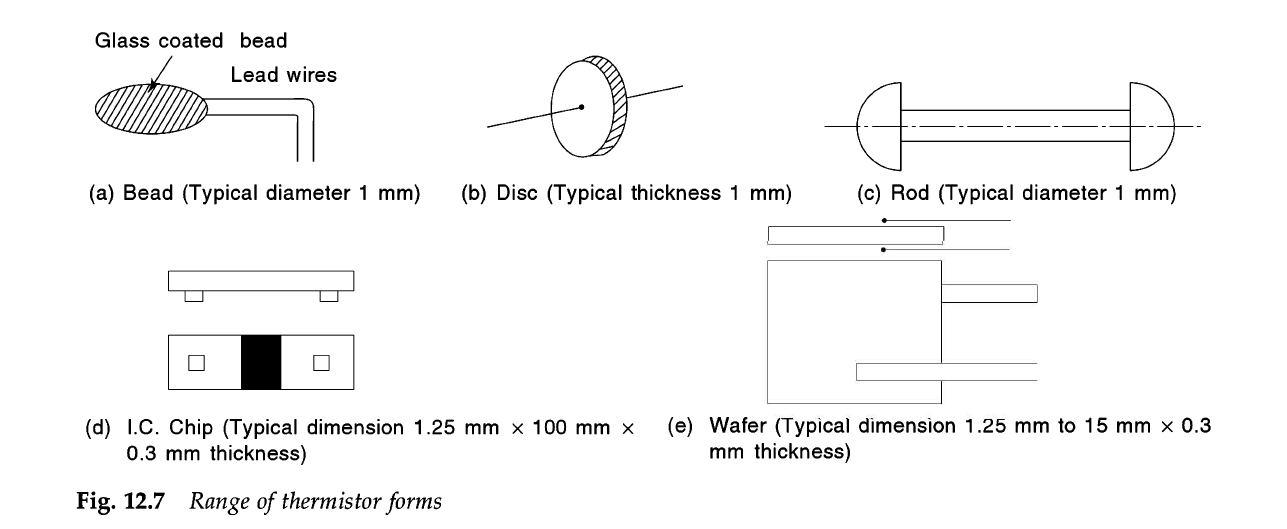 Glass coated bead
Lead wires
(a) Bead (Typical diameter 1 mm)
(b) Disc (Typical thickness 1 mm)
(c) Rod (Typical diameter 1 mm)
(d) I.C. Chip (Typical dimension 1.25 mm × 100 mm ×
0.3 mm thickness)
(e) Wafer (Typical dimension 1.25 mm to 15 mm × 0.3
mm thickness)
Fig. 12.7 Range of thermistor forms